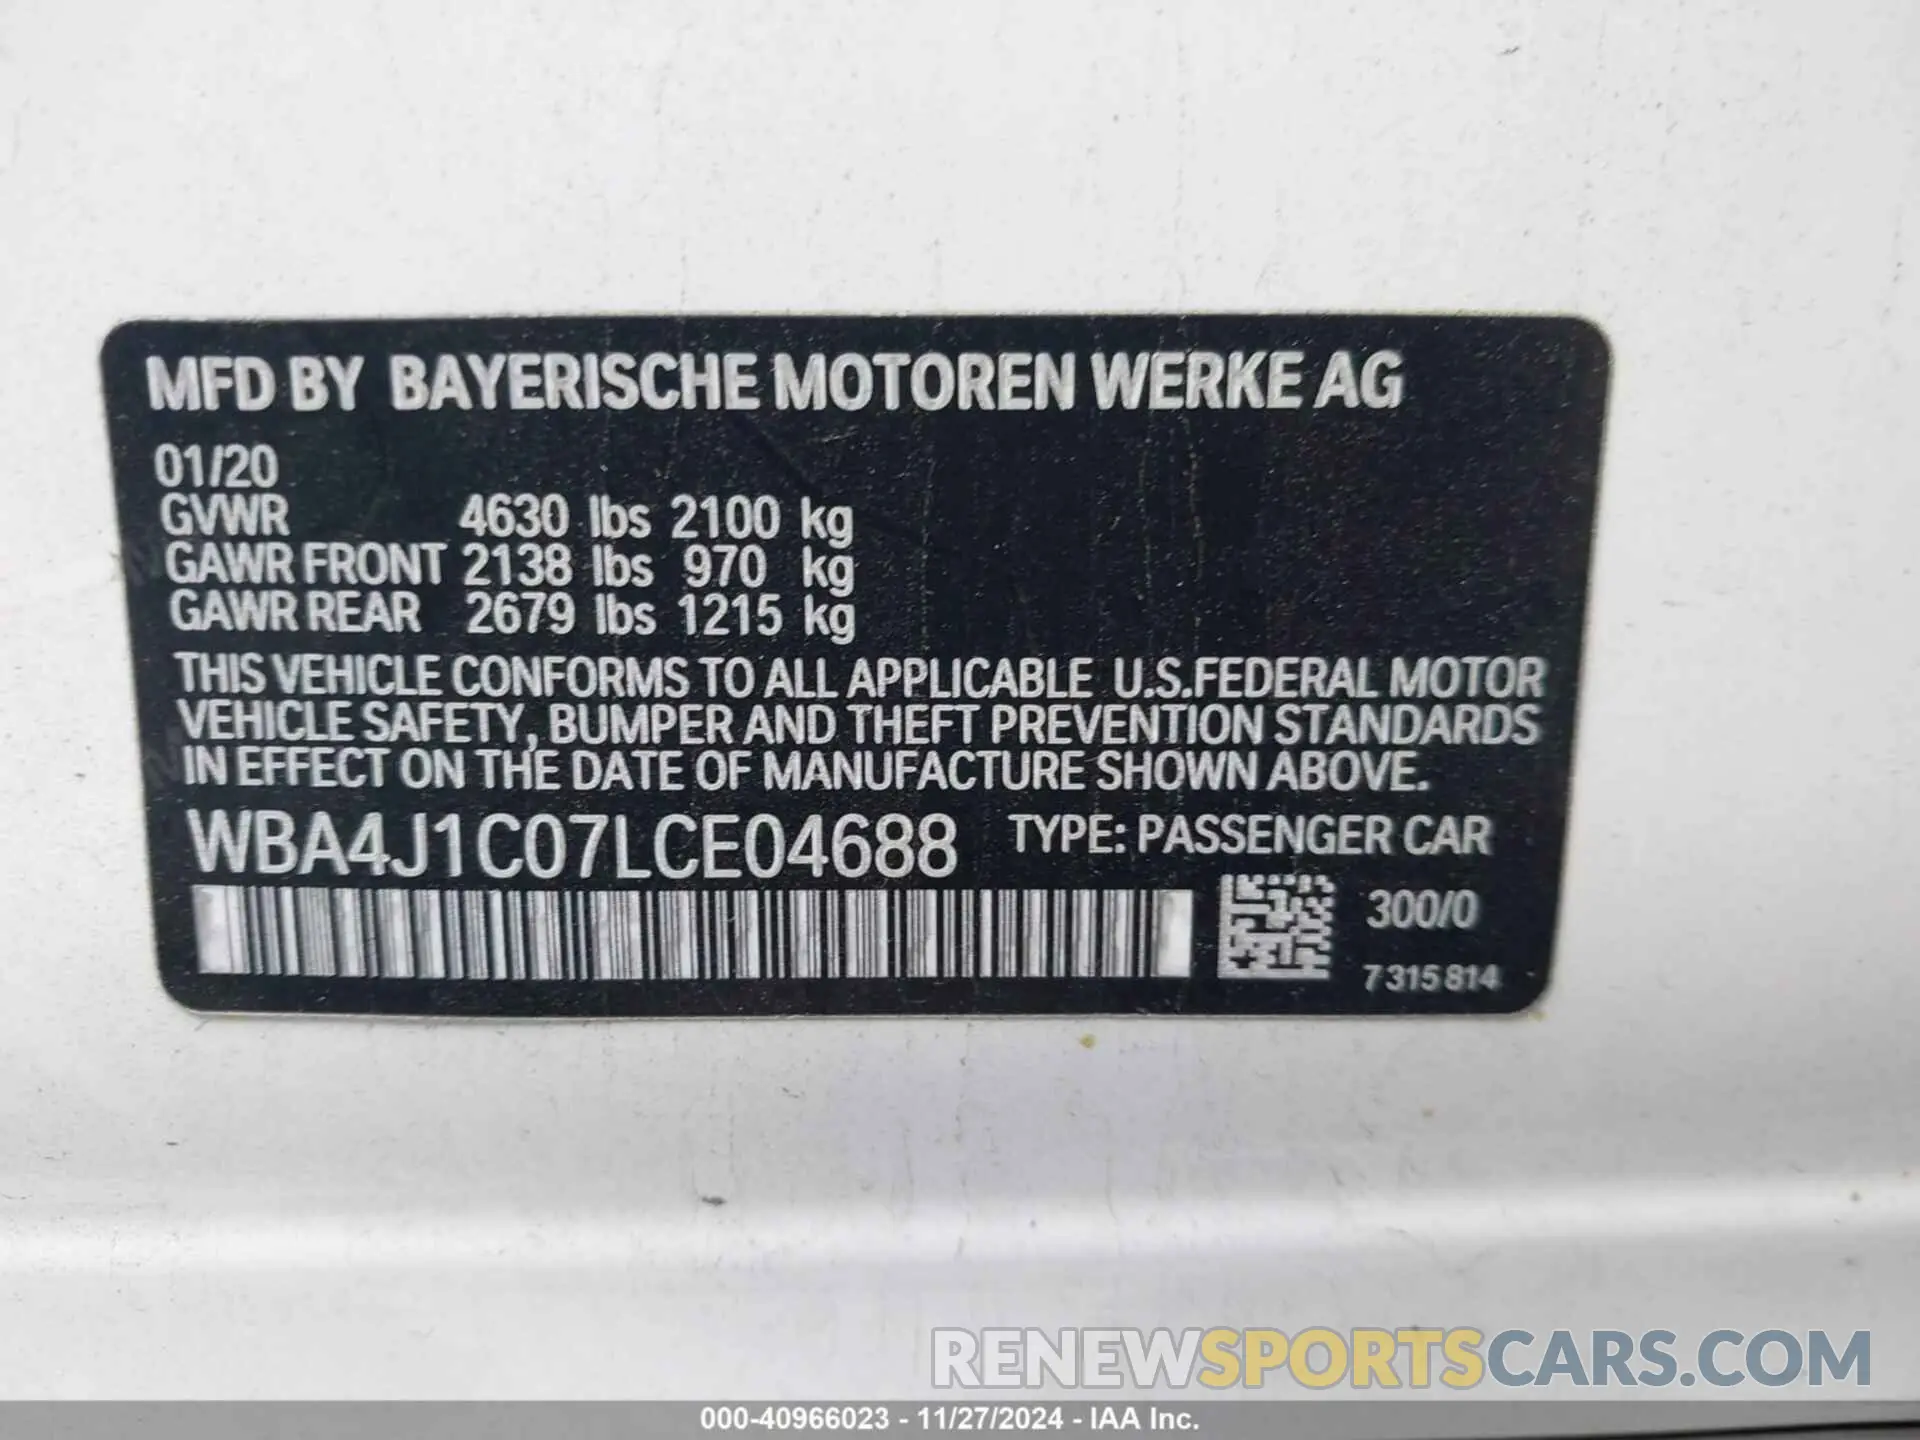 MFD BY BAYERISCHE MOTOREN WERKE AG
01/20
GVWR 4630 lbs 2100 kg
GAWR FRONT 2138 lbs 970 kg
GAWR REAR 2679 lbs 1215 kg
THIS VEHICLE CONFORMS TO ALL APPLICABLE U.S.FEDERAL MOTOR
VEHICLE SAFETY, BUMPER AND THEFT PREVENTION STANDARDS
IN EFFECT ON THE DATE OF MANUFACTURE SHOWN ABOVE.
WBA4J1C07LCE04688 TYPE: PASSENGER CAR
300/0
7315814
RENEWSPORTSCARS.COM
000-40966023 - 11/27/2024 - IAA Inc.